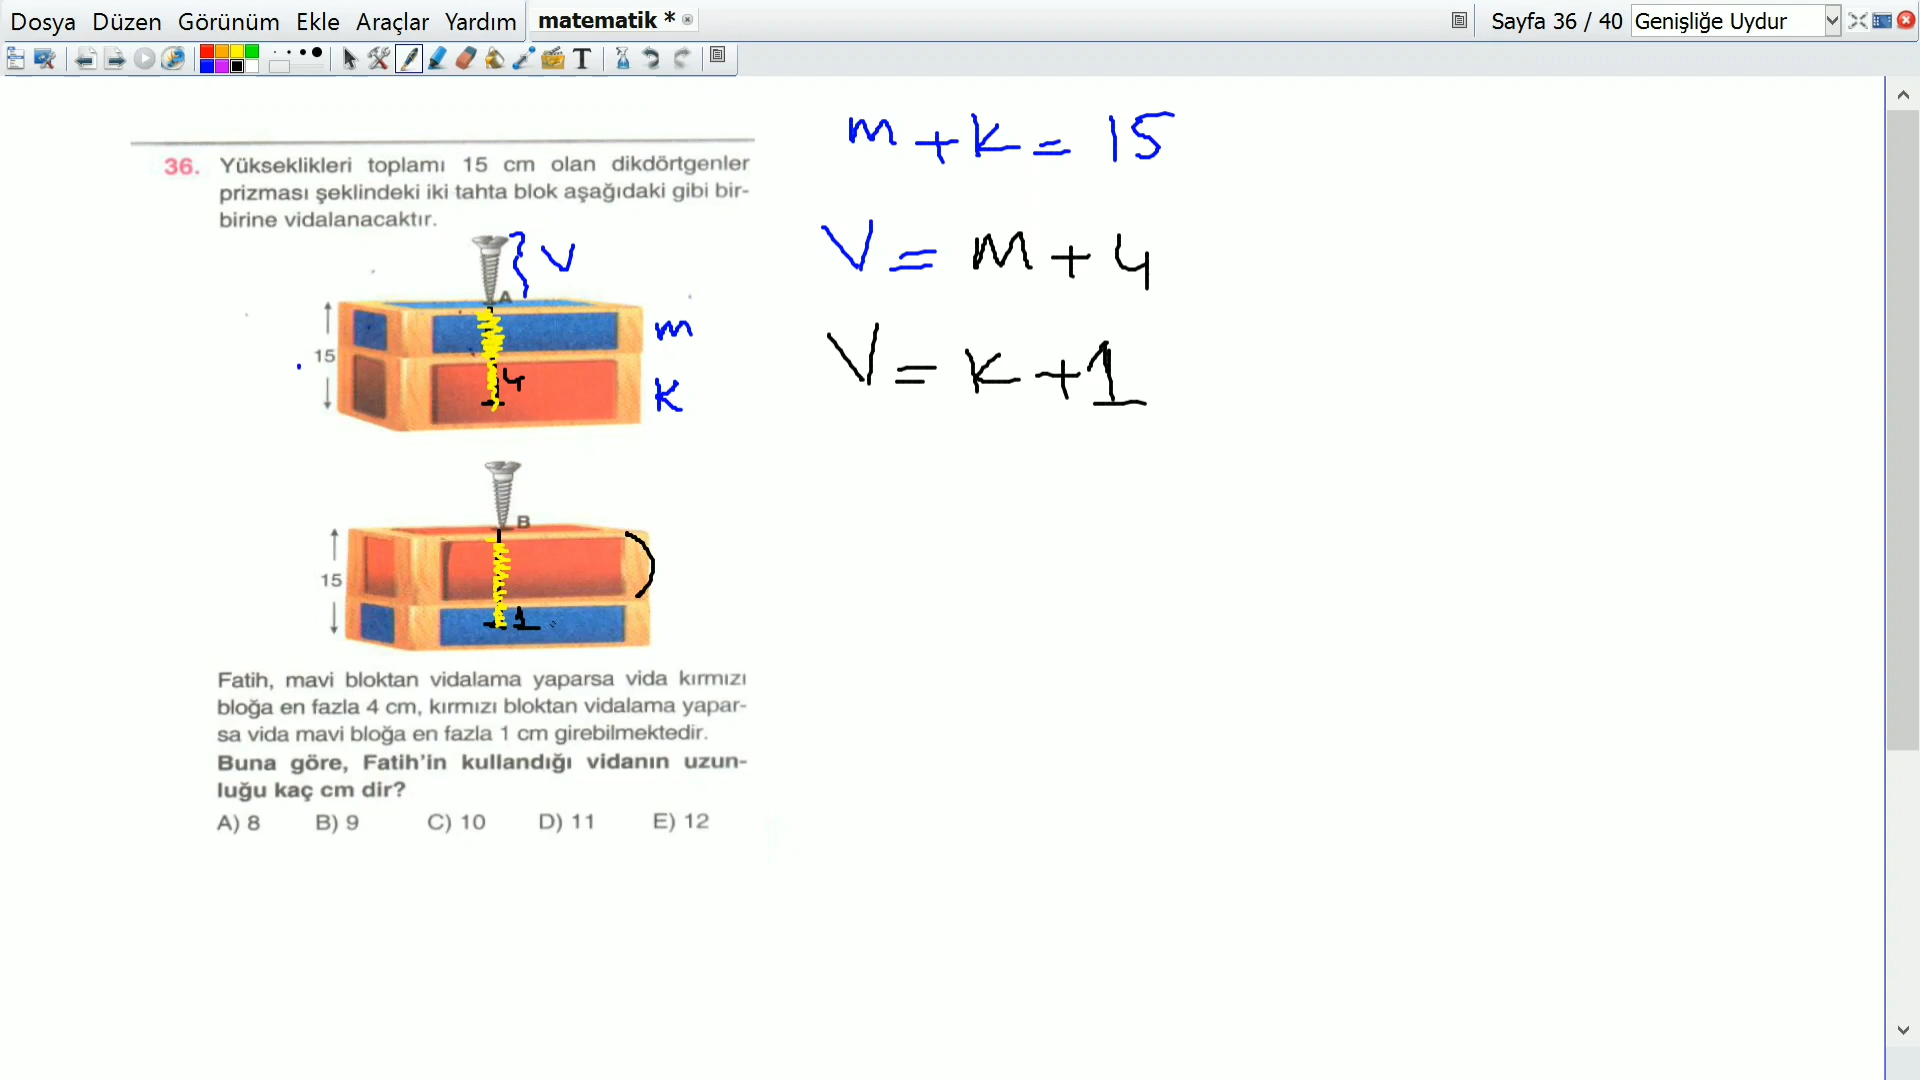 Dosya Düzen Görünüm Ekle Araçlar Yardım matematik * Sayfa 36 / 40 Genişliğe Uydur
T
36. Yükseklikleri toplamı 15 cm olan dikdörtgenler
prizması şeklindeki iki tahta blok aşağıdaki gibi bir-
birine vidalanacaktır.
V
A
15
m
4
K
B
15
1
Fatih, mavi bloktan vidalama yaparsa vida kırmızı
bloğa en fazla 4 cm, kırmızı bloktan vidalama yapar-
sa vida mavi bloğa en fazla 1 cm girebilmektedir.
Buna göre, Fatih'in kullandığı vidanın uzun-
luğu kaç cm dir?
A) 8 B) 9 C) 10 D) 11 E) 12
m + k = 15
V = m + 4
V = k + 1